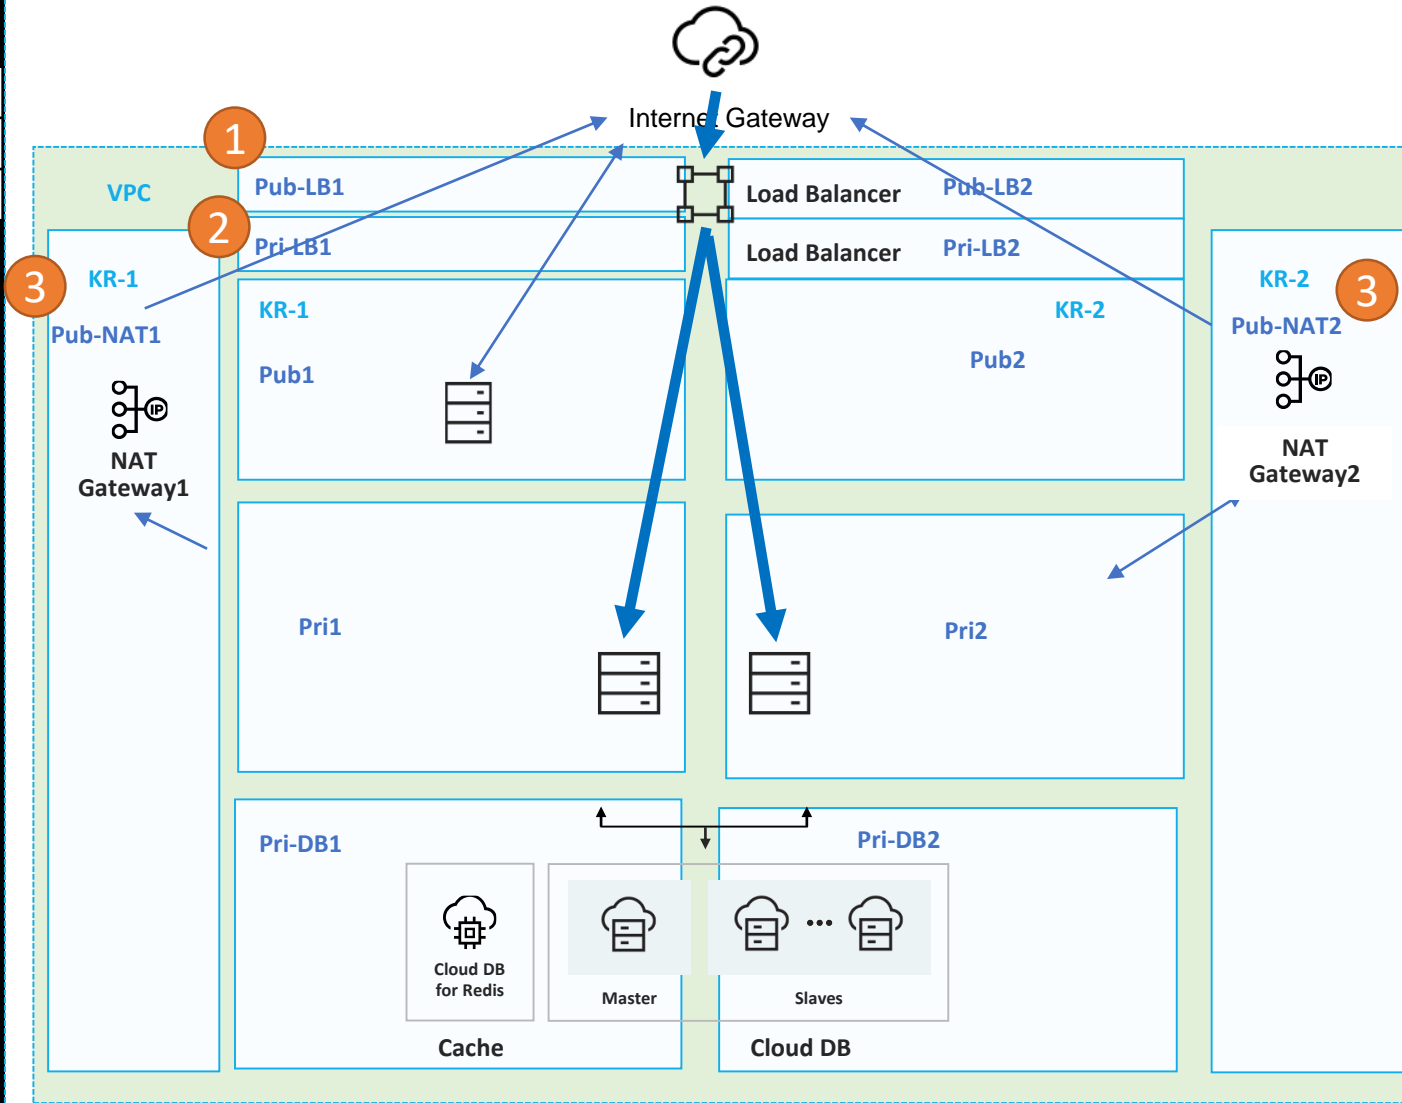 Internet Gateway
1
Pub-LB1
Load Balancer
Pub-LB2
VPC
2
Pri-LB1
Load Balancer
Pri-LB2
3
KR-1
Pub-NAT1
KR-1
KR-2
KR-2
3
Pub-NAT2
Pub1
Pub2
IP
NAT
Gateway1
IP
NAT
Gateway2
Pri1
Pri2
Pri-DB1
Pri-DB2
Cloud DB
for Redis
Master
Slaves
Cache
Cloud DB